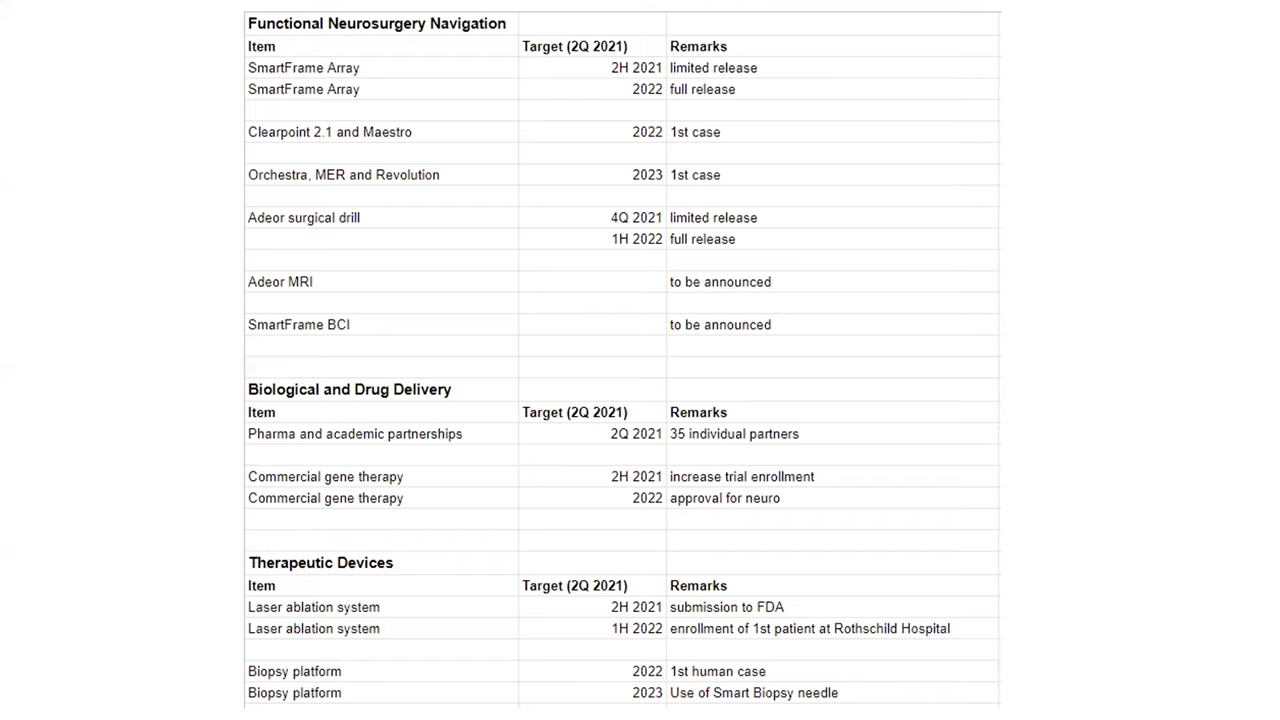 Functional Neurosurgery Navigation
Item Target (2Q 2021) Remarks
SmartFrame Array 2H 2021 limited release
SmartFrame Array 2022 full release
Clearpoint 2.1 and Maestro 2022 1st case
Orchestra, MER and Revolution 2023 1st case
Adeor surgical drill 4Q 2021 limited release
1H 2022 full release
Adeor MRI to be announced
SmartFrame BCI to be announced
Biological and Drug Delivery
Item Target (2Q 2021) Remarks
Pharma and academic partnerships 2Q 2021 35 individual partners
Commercial gene therapy 2H 2021 increase trial enrollment
Commercial gene therapy 2022 approval for neuro
Therapeutic Devices
Item Target (2Q 2021) Remarks
Laser ablation system 2H 2021 submission to FDA
Laser ablation system 1H 2022 enrollment of 1st patient at Rothschild Hospital
Biopsy platform 2022 1st human case
Biopsy platform 2023 Use of Smart Biopsy needle